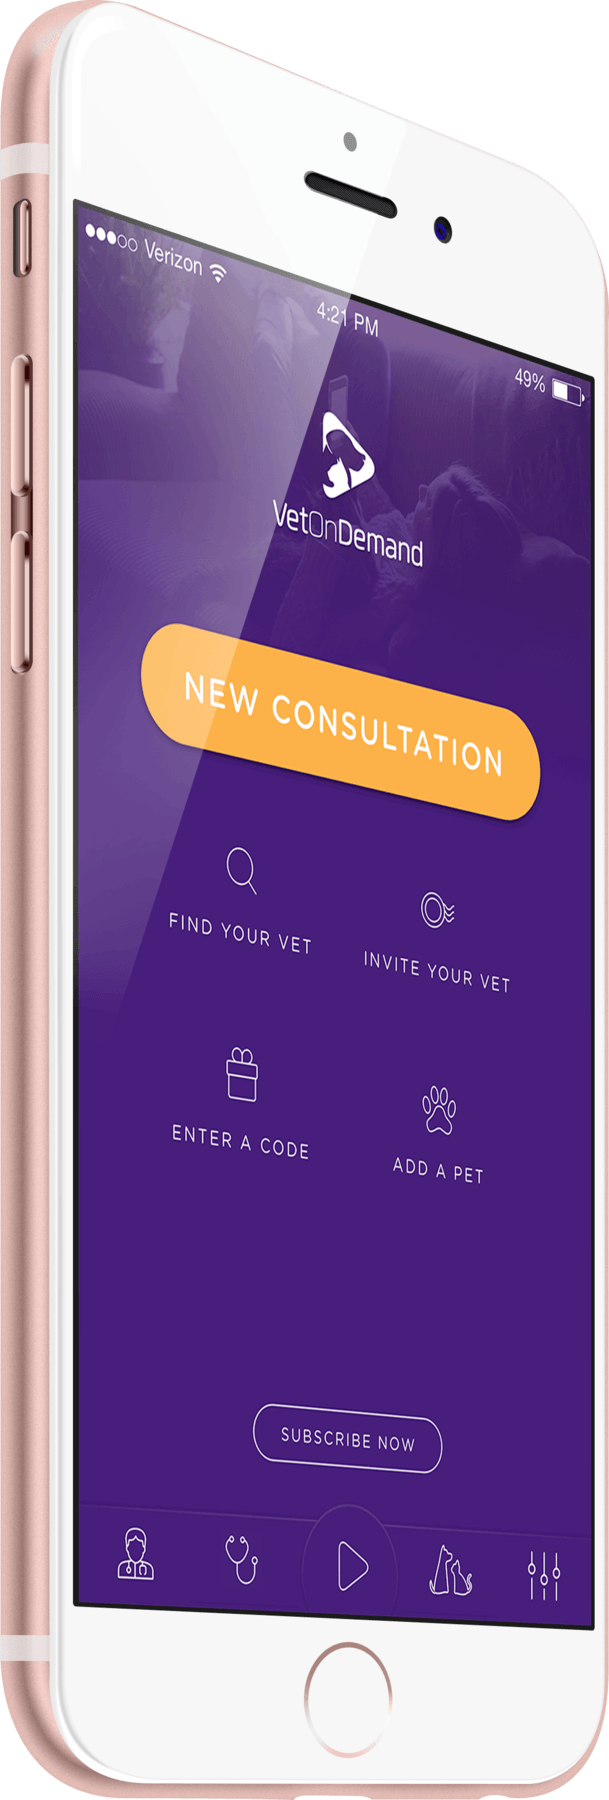 Verizon
4:21 PM
49%
VetOnDemand
NEW CONSULTATION
FIND YOUR VET
INVITE YOUR VET
ENTER A CODE
ADD A PET
SUBSCRIBE NOW